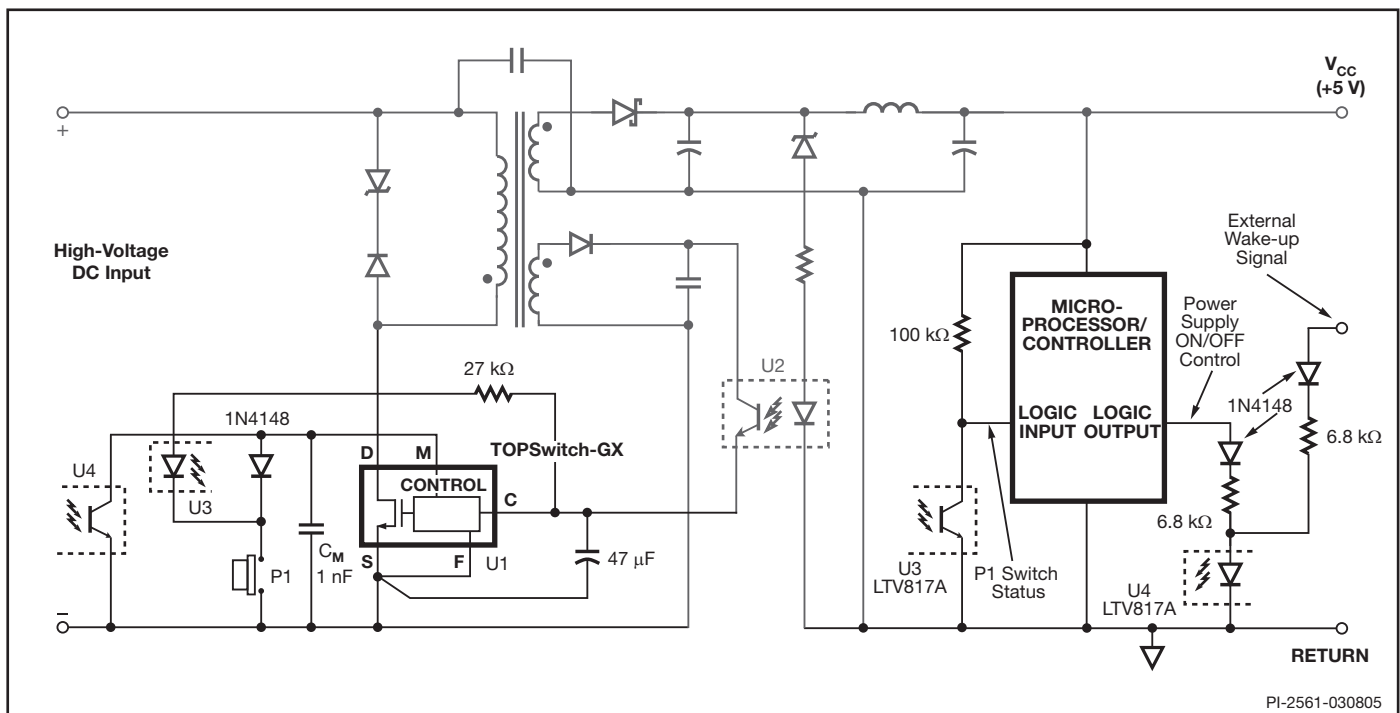 V_CC
(+5 V)
+
High-Voltage
DC Input
External
Wake-up
Signal
MICRO-
PROCESSOR/
CONTROLLER
Power
Supply
ON/OFF
Control
100 kΩ
27 kΩ
U2
1N4148
1N4148
LOGIC
INPUT
LOGIC
OUTPUT
6.8 kΩ
D
M
TOPSwitch-GX
CONTROL
C
U4
U3
6.8 kΩ
C_M
1 nF
P1
S
F
U1
47 μF
U3
LTV817A
P1 Switch
Status
U4
LTV817A
–
RETURN
PI-2561-030805